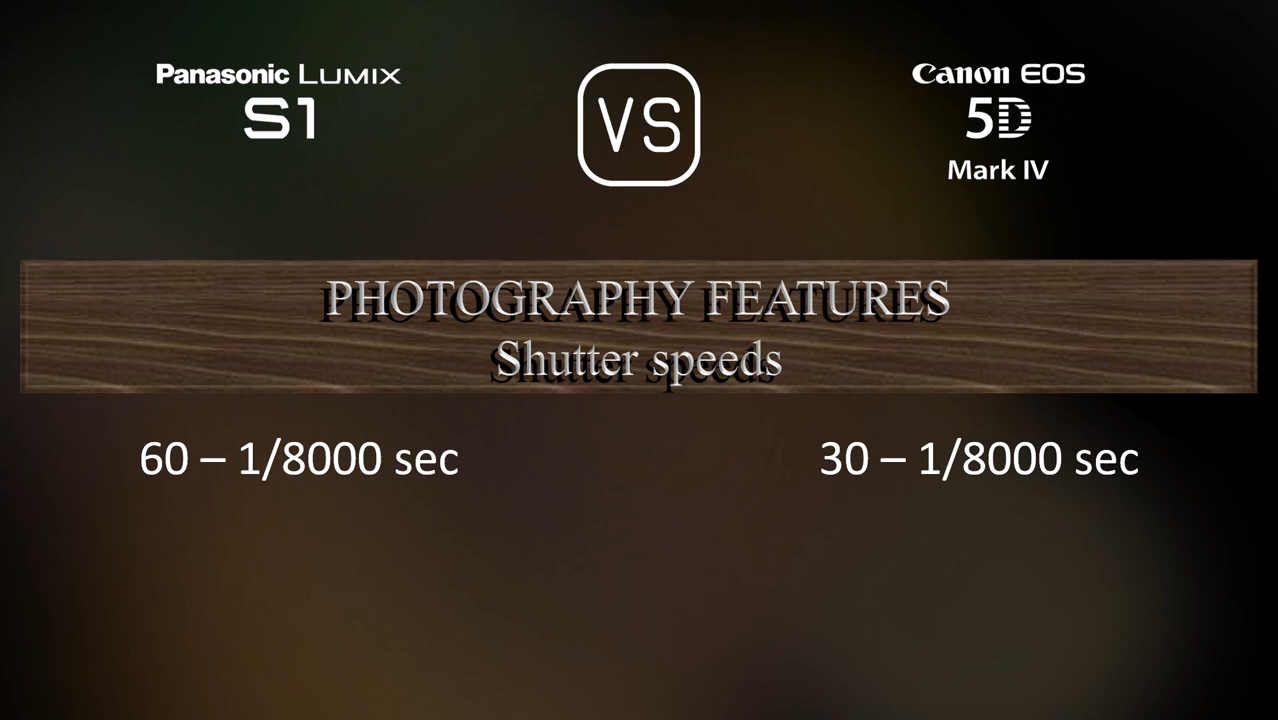 Panasonic LUMIX
S1
VS
Canon EOS
5D
Mark IV
PHOTOGRAPHY FEATURES
Shutter speeds
60 – 1/8000 sec
30 – 1/8000 sec